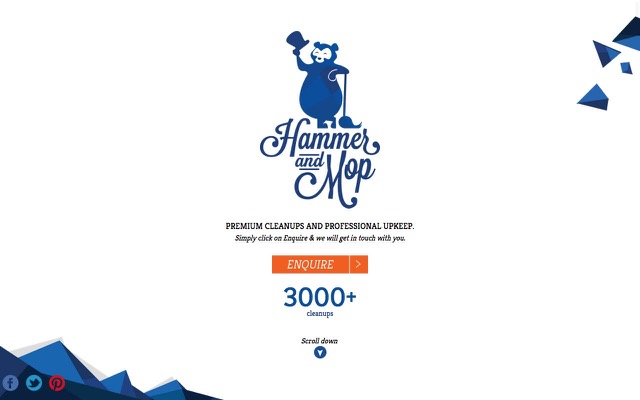 Hammer
and
Mop
PREMIUM CLEANUPS AND PROFESSIONAL UPKEEP.
Simply click on Enquire & we will get in touch with you.
ENQUIRE
3000+
cleanups
Scroll down